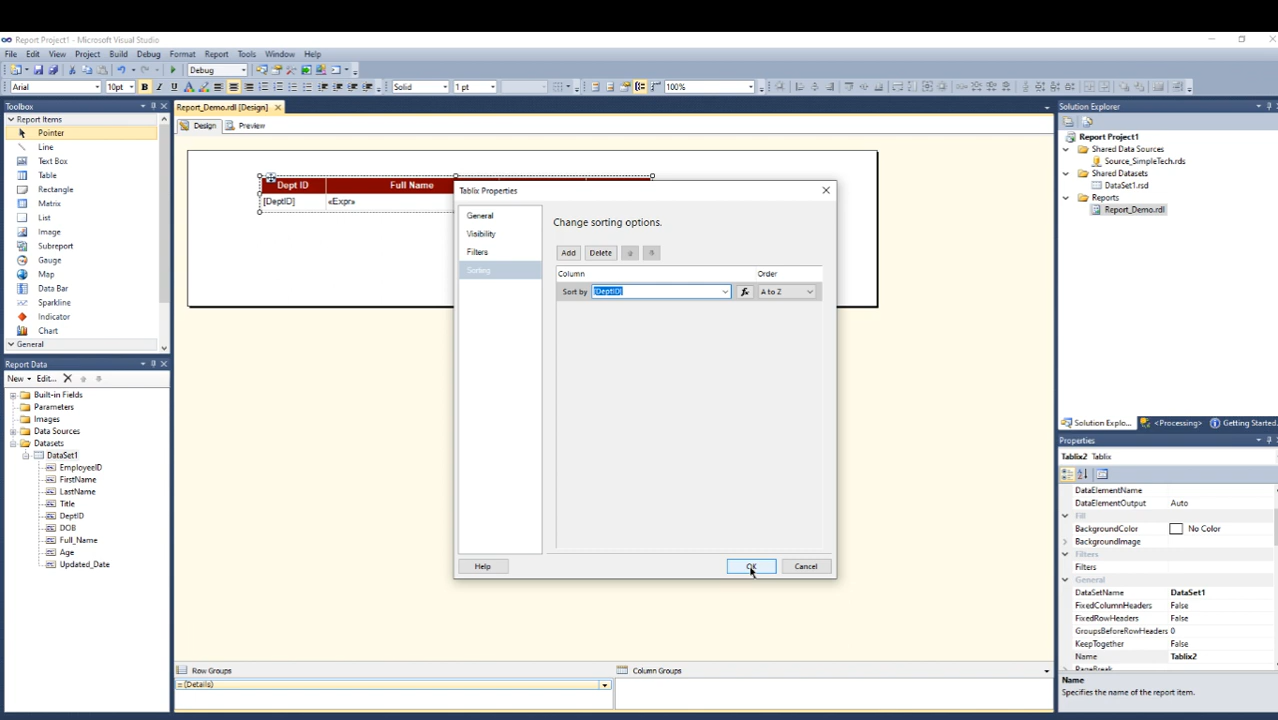 Report Project1 - Microsoft Visual Studio
File Edit View Project Build Debug Format Report Tools Window Help
Debug
Arial 10pt B I U A Solid 1 pt 100%
Toolbox
Report Items
Pointer
Line
Text Box
Table
Rectangle
Matrix
List
Image
Subreport
Gauge
Map
Data Bar
Sparkline
Indicator
Chart
General
Report Data
New Edit...
Built-in Fields
Parameters
Images
Data Sources
Datasets
DataSet1
EmployeeID
FirstName
LastName
Title
DeptID
DOB
Full_Name
Age
Updated_Date
Report_Demo.rdl [Design]
Design Preview
Dept ID Full Name
[DeptID] «Expr»
Tablix Properties
General
Visibility
Filters
Sorting
Change sorting options.
Add Delete
Column Order
Sort by [DeptID] fx A to Z
Help OK Cancel
Row Groups Column Groups
(Details)
Solution Explorer
Report Project1
Shared Data Sources
Source_SimpleTech.rds
Shared Datasets
DataSet1.rsd
Reports
Report_Demo.rdl
Solution Explo... <Processing> Getting Started
Properties
Tablix2 Tablix
DataElementName
DataElementOutput Auto
Fill
BackgroundColor No Color
BackgroundImage
Filters
Filters
General
DataSetName DataSet1
FixedColumnHeaders False
FixedRowHeaders False
GroupsBeforeRowHeaders 0
KeepTogether False
Name Tablix2
PageBreak
Name
Specifies the name of the report item.